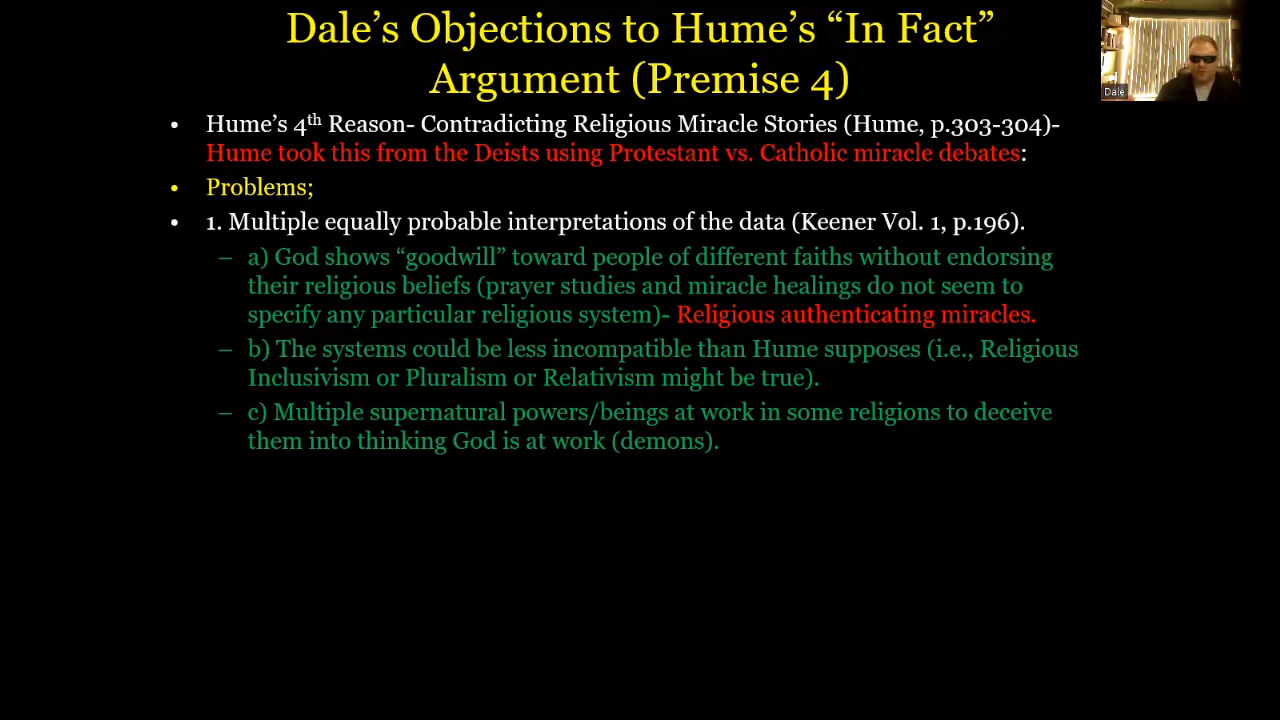 Dale's Objections to Hume's “In Fact”
Argument (Premise 4)
Dale
• Hume's 4th Reason- Contradicting Religious Miracle Stories (Hume, p.303-304)-
Hume took this from the Deists using Protestant vs. Catholic miracle debates:
• Problems;
• 1. Multiple equally probable interpretations of the data (Keener Vol. 1, p.196).
– a) God shows “goodwill” toward people of different faiths without endorsing
their religious beliefs (prayer studies and miracle healings do not seem to
specify any particular religious system)- Religious authenticating miracles.
– b) The systems could be less incompatible than Hume supposes (i.e., Religious
Inclusivism or Pluralism or Relativism might be true).
– c) Multiple supernatural powers/beings at work in some religions to deceive
them into thinking God is at work (demons).